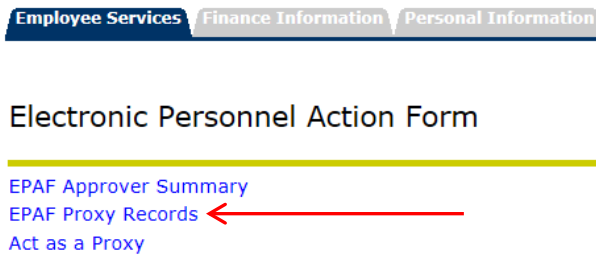 Employee Services Finance Information Personal Information
Electronic Personnel Action Form
EPAF Approver Summary
EPAF Proxy Records
Act as a Proxy